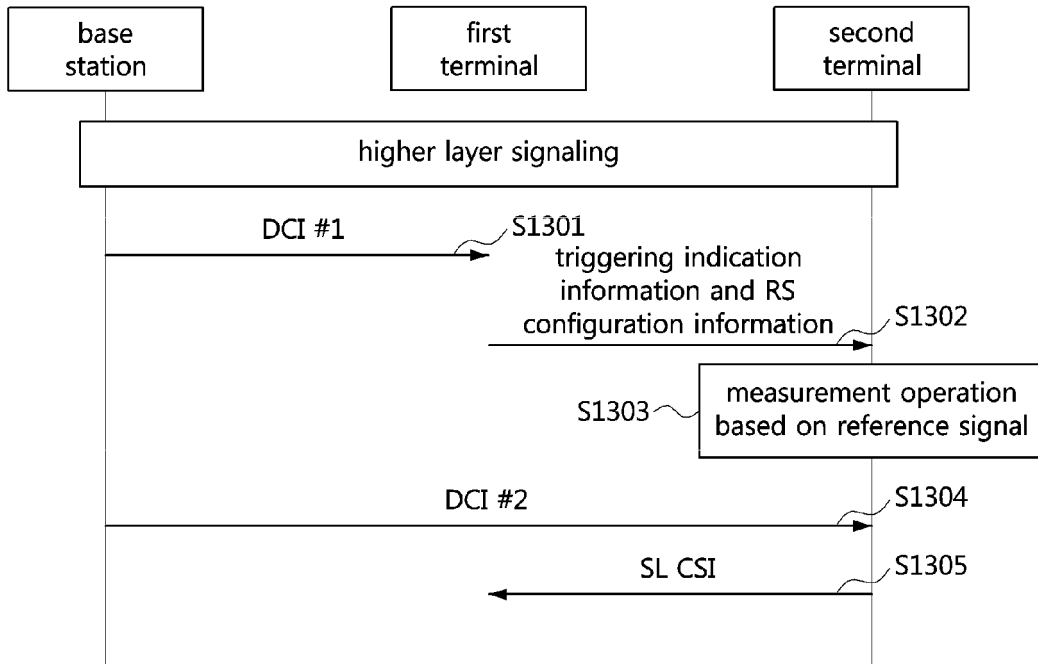 base
station
first
terminal
second
terminal
higher layer signaling
DCI #1
S1301
triggering indication
information and RS
configuration information
S1302
measurement operation
based on reference signal
S1303
DCI #2
S1304
SL CSI
S1305